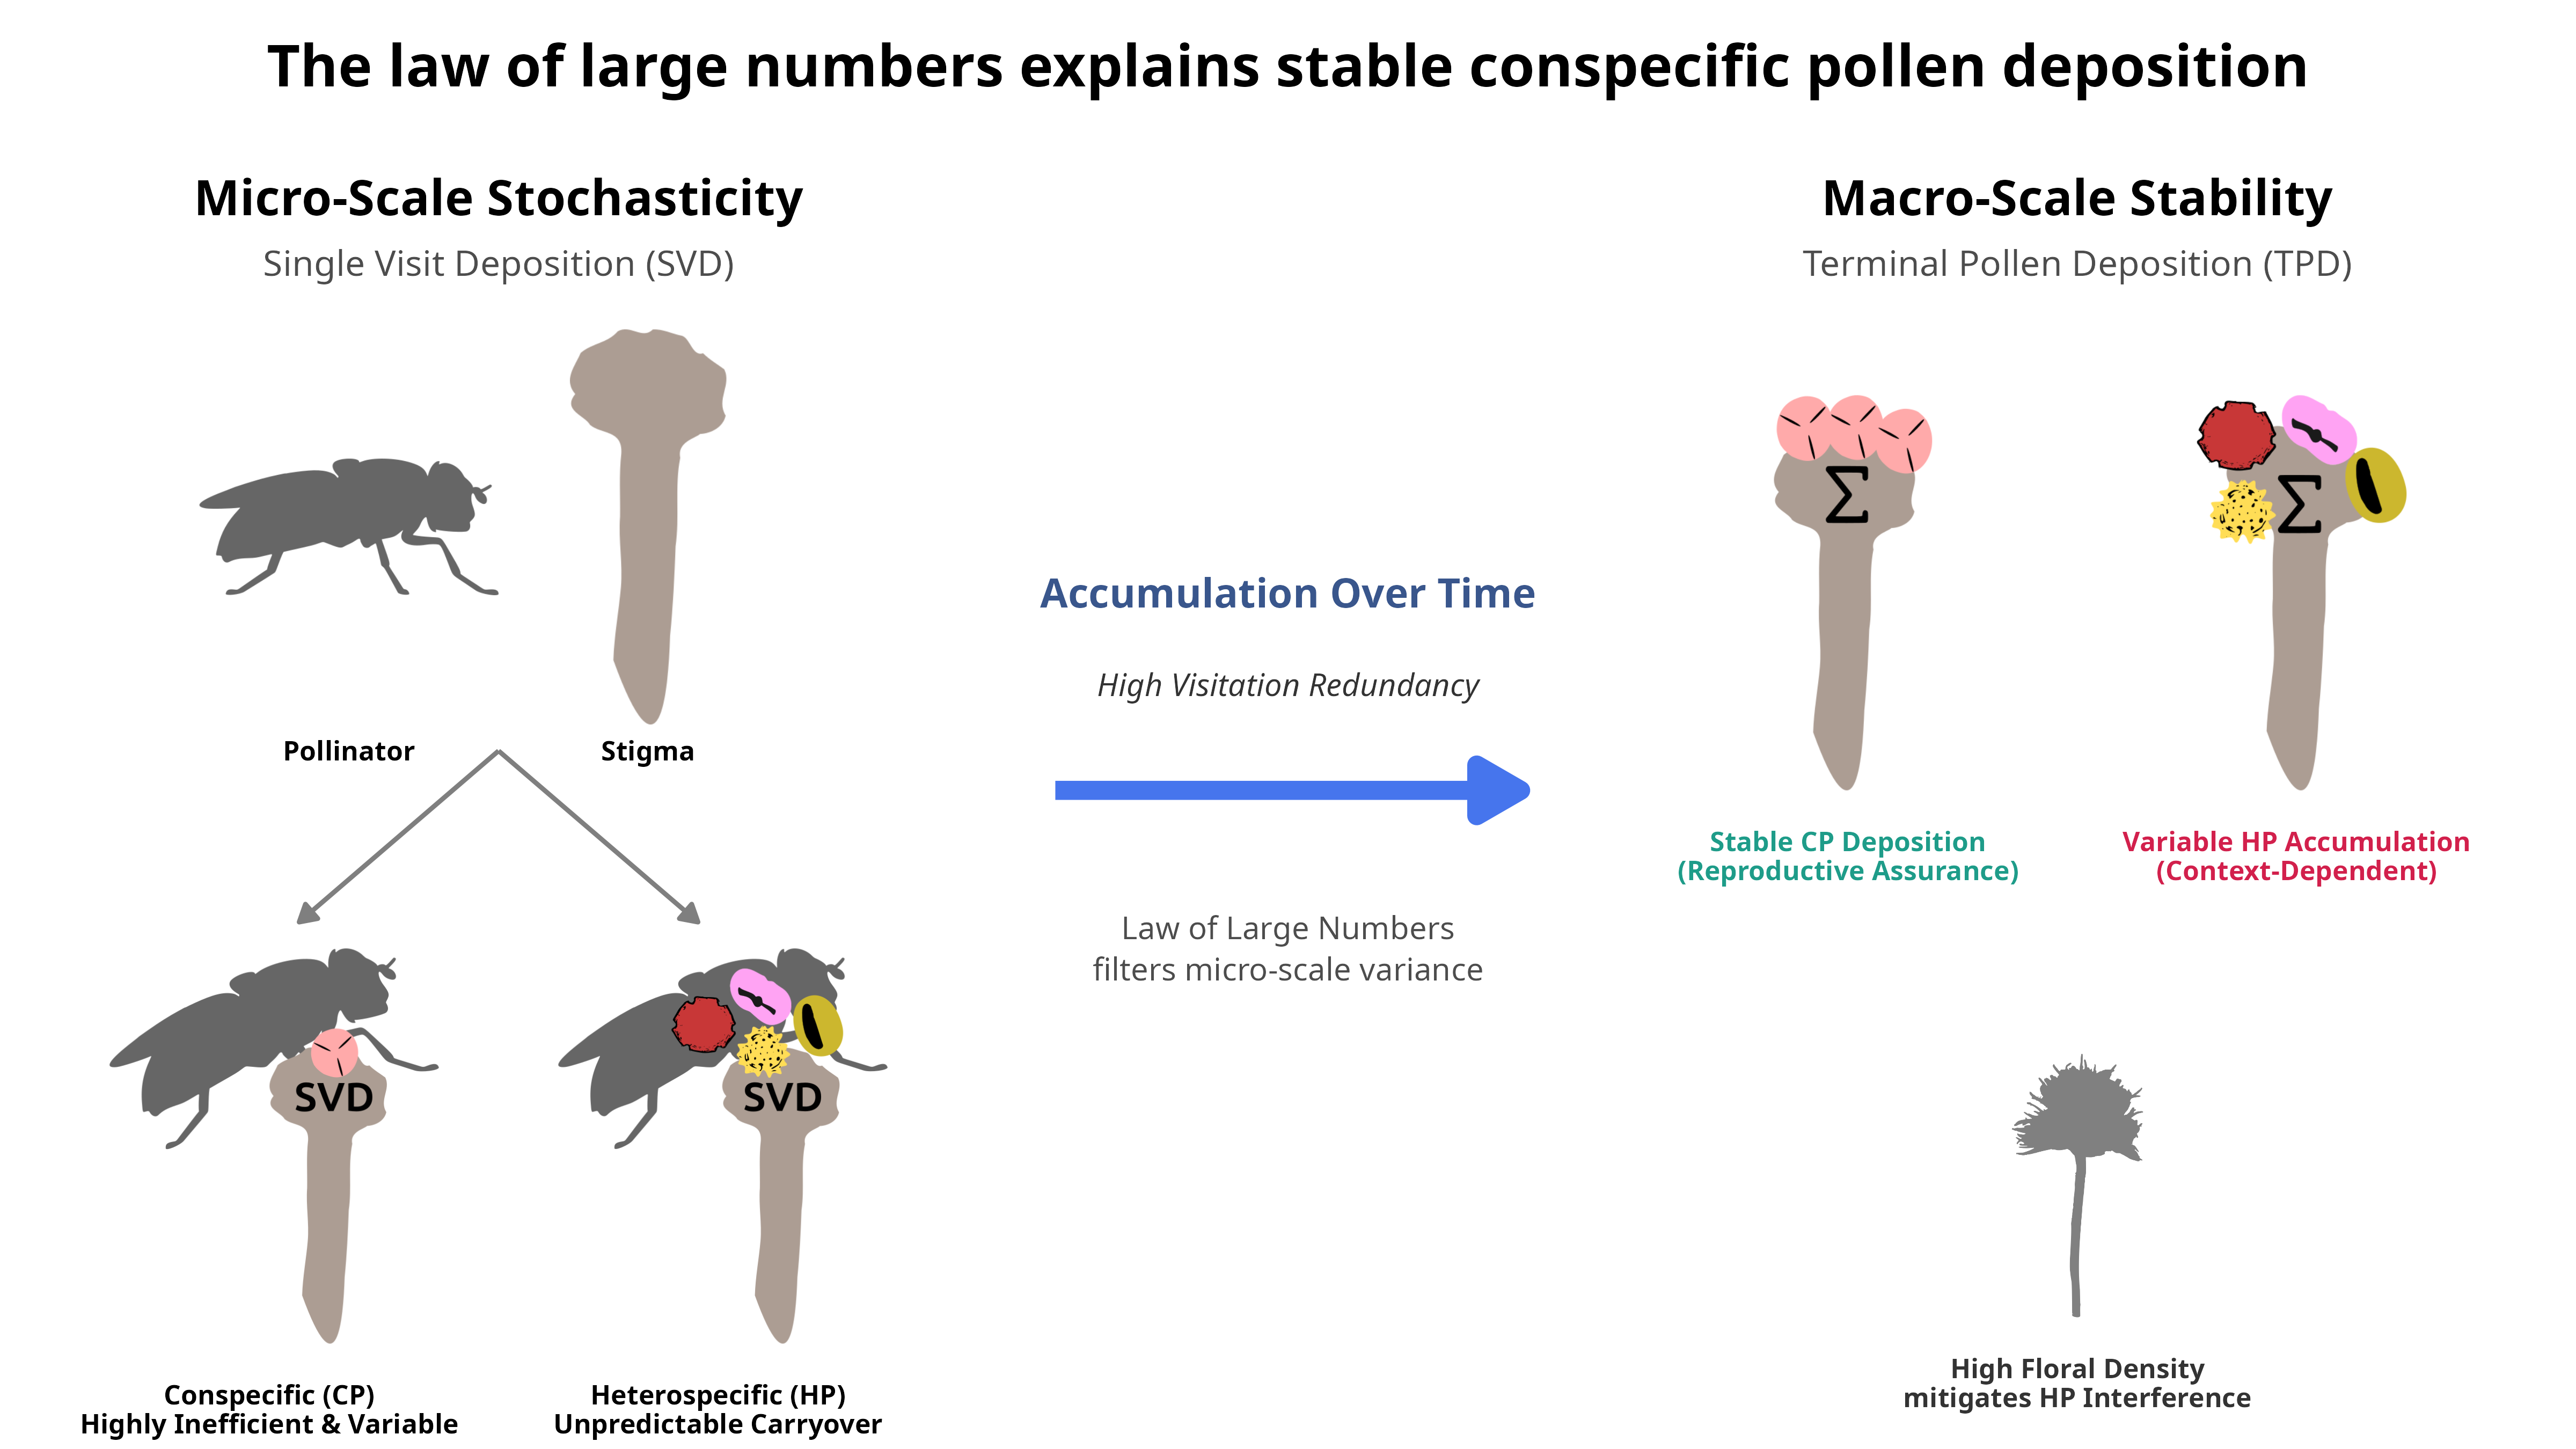 The law of large numbers explains stable conspecific pollen deposition
Micro-Scale Stochasticity
Single Visit Deposition (SVD)
Pollinator
Stigma
SVD
SVD
Conspecific (CP)
Highly Inefficient & Variable
Heterospecific (HP)
Unpredictable Carryover
Accumulation Over Time
High Visitation Redundancy
Law of Large Numbers
filters micro-scale variance
Macro-Scale Stability
Terminal Pollen Deposition (TPD)
Σ
Σ
Stable CP Deposition
(Reproductive Assurance)
Variable HP Accumulation
(Context-Dependent)
High Floral Density
mitigates HP Interference